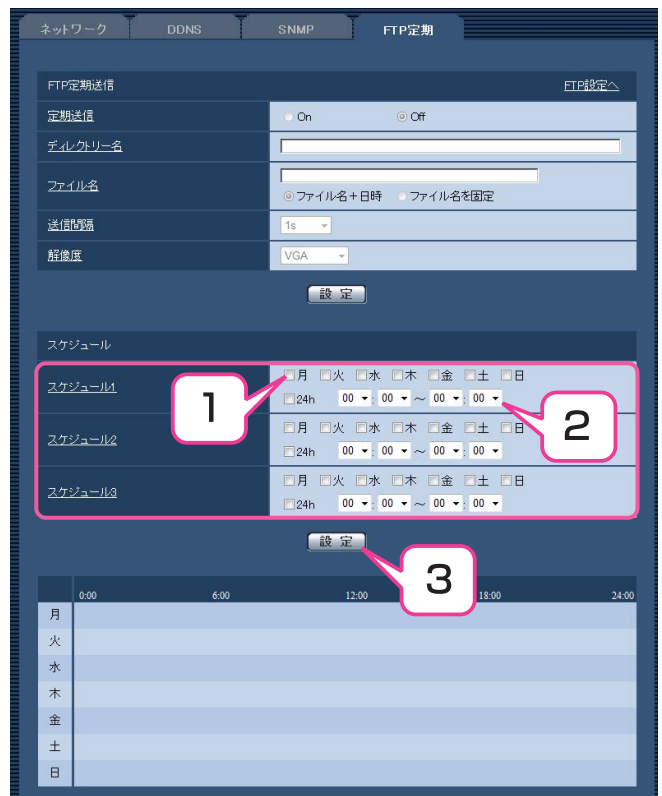 ネットワーク DDNS SNMP FTP定期
FTP定期送信 FTP設定へ
定期送信 On Off
ディレクトリー名
ファイル名
ファイル名+日時 ファイル名を固定
送信間隔 1s
解像度 VGA
設 定
スケジュール
スケジュール1 月 火 水 木 金 土 日
24h 00 : 00 ～ 00 : 00
1
2
スケジュール2 月 火 水 木 金 土 日
24h 00 : 00 ～ 00 : 00
スケジュール3 月 火 水 木 金 土 日
24h 00 : 00 ～ 00 : 00
設 定
3
0:00 6:00 12:00 18:00 24:00
月
火
水
木
金
土
日